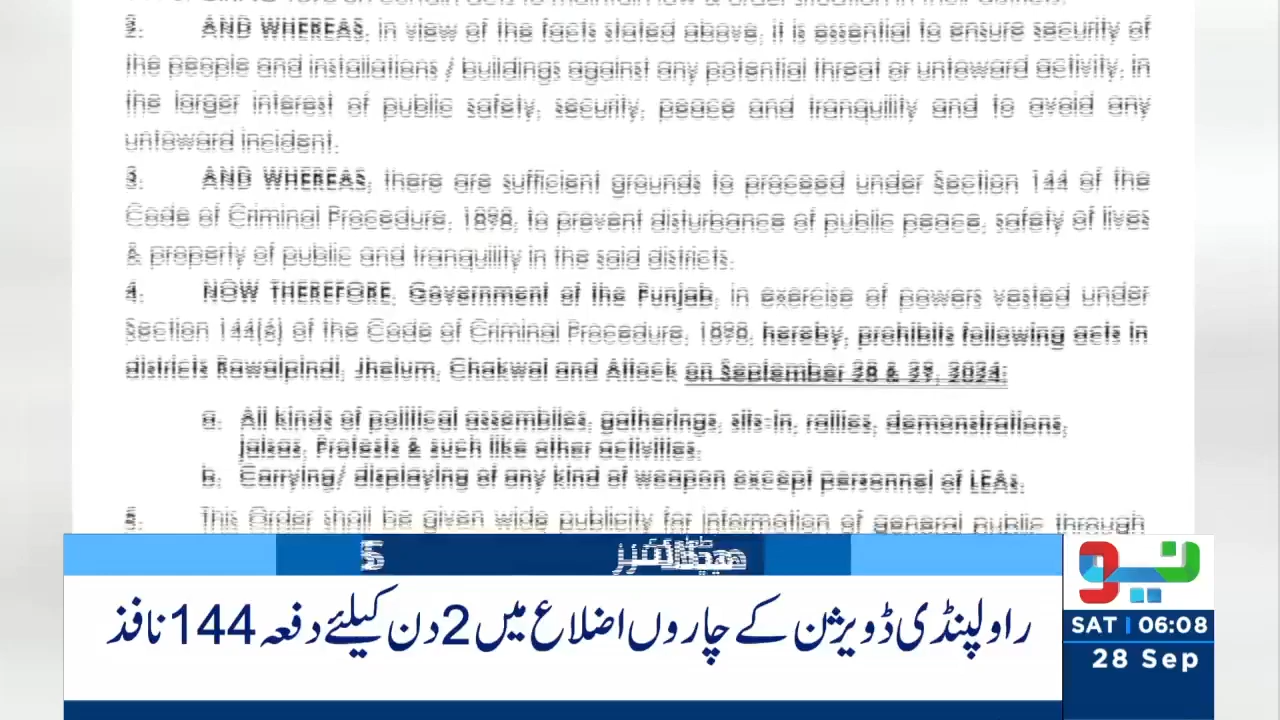 2. AND WHEREAS, in view of the facts stated above, it is essential to ensure security of
the people and installations / buildings against any potential threat or untoward activity, in
the larger interest of public safety, security, peace and tranquility and to avoid any
untoward incident.
3. AND WHEREAS, there are sufficient grounds to proceed under Section 144 of the
Code of Criminal Procedure, 1898, to prevent disturbance of public peace, safety of lives
& property of public and tranquility in the said districts.
4. NOW THEREFORE, Government of the Punjab, in exercise of powers vested under
Section 144(6) of the Code of Criminal Procedure, 1898, hereby, prohibits following acts in
districts Rawalpindi, Jhelum, Chakwal and Attock on September 28 & 29, 2024:
a. All kinds of political assemblies, gatherings, sits-in, rallies, demonstrations,
jalsas, Protests & such like other activities.
b. Carrying/ displaying of any kind of weapon except personnel of LEAs.
5. This Order shall be given wide publicity for information of general public through
نیو
راولپنڈی ڈویژن کے چاروں اضلاع میں 2 دن کیلئے دفعہ 144 نافذ
SAT | 06:08
28 Sep